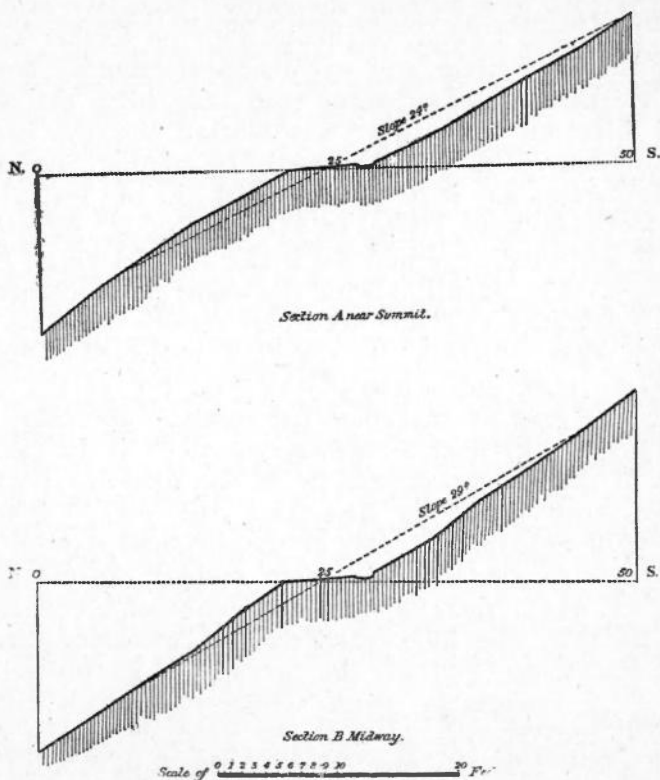 Slope 24°
N. 0 25 50 S.
Section A near Summit.
Slope 29°
0 25 50 S.
Section B Midway.
Scale of 0 1 2 3 4 5 6 7 8 9 10 20